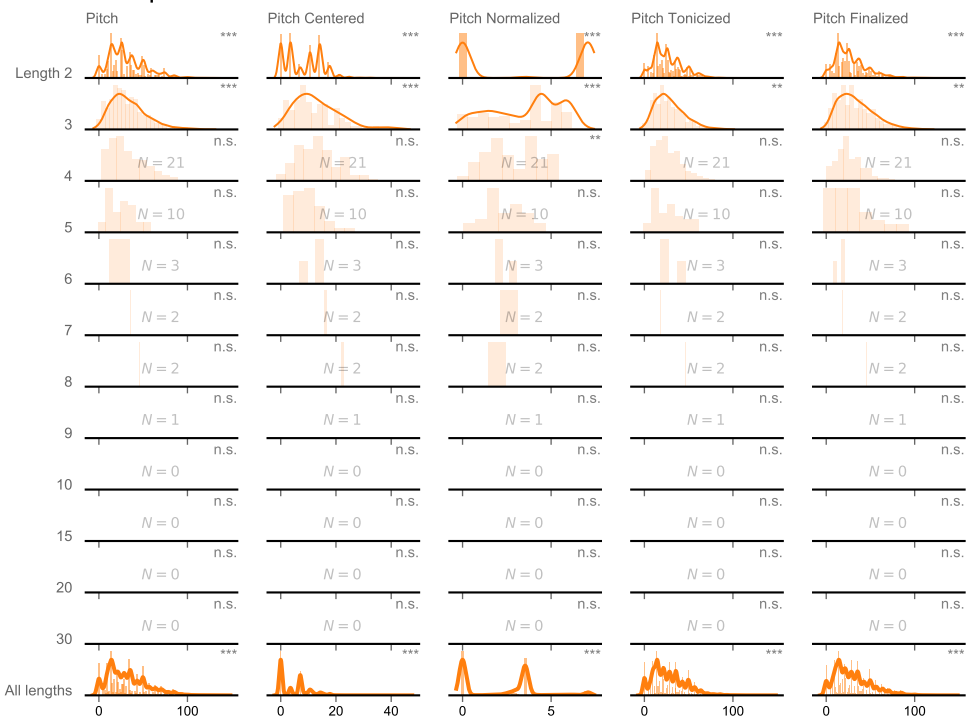 Pitch Pitch Centered Pitch Normalized Pitch Tonicized Pitch Finalized
Length 2 *** *** *** *** ***
3 *** *** *** ** **
4 N = 21 n.s. N = 21 n.s. N = 21 ** N = 21 n.s. N = 21 n.s.
5 N = 10 n.s. N = 10 n.s. N = 10 n.s. N = 10 n.s. N = 10 n.s.
6 N = 3 n.s. N = 3 n.s. N = 3 n.s. N = 3 n.s. N = 3 n.s.
7 N = 2 n.s. N = 2 n.s. N = 2 n.s. N = 2 n.s. N = 2 n.s.
8 N = 2 n.s. N = 2 n.s. N = 2 n.s. N = 2 n.s. N = 2 n.s.
9 N = 1 n.s. N = 1 n.s. N = 1 n.s. N = 1 n.s. N = 1 n.s.
10 N = 0 n.s. N = 0 n.s. N = 0 n.s. N = 0 n.s. N = 0 n.s.
15 N = 0 n.s. N = 0 n.s. N = 0 n.s. N = 0 n.s. N = 0 n.s.
20 N = 0 n.s. N = 0 n.s. N = 0 n.s. N = 0 n.s. N = 0 n.s.
30 N = 0 n.s. N = 0 n.s. N = 0 n.s. N = 0 n.s. N = 0 n.s.
All lengths *** *** *** *** ***
0 100 0 20 40 0 5 0 100 0 100